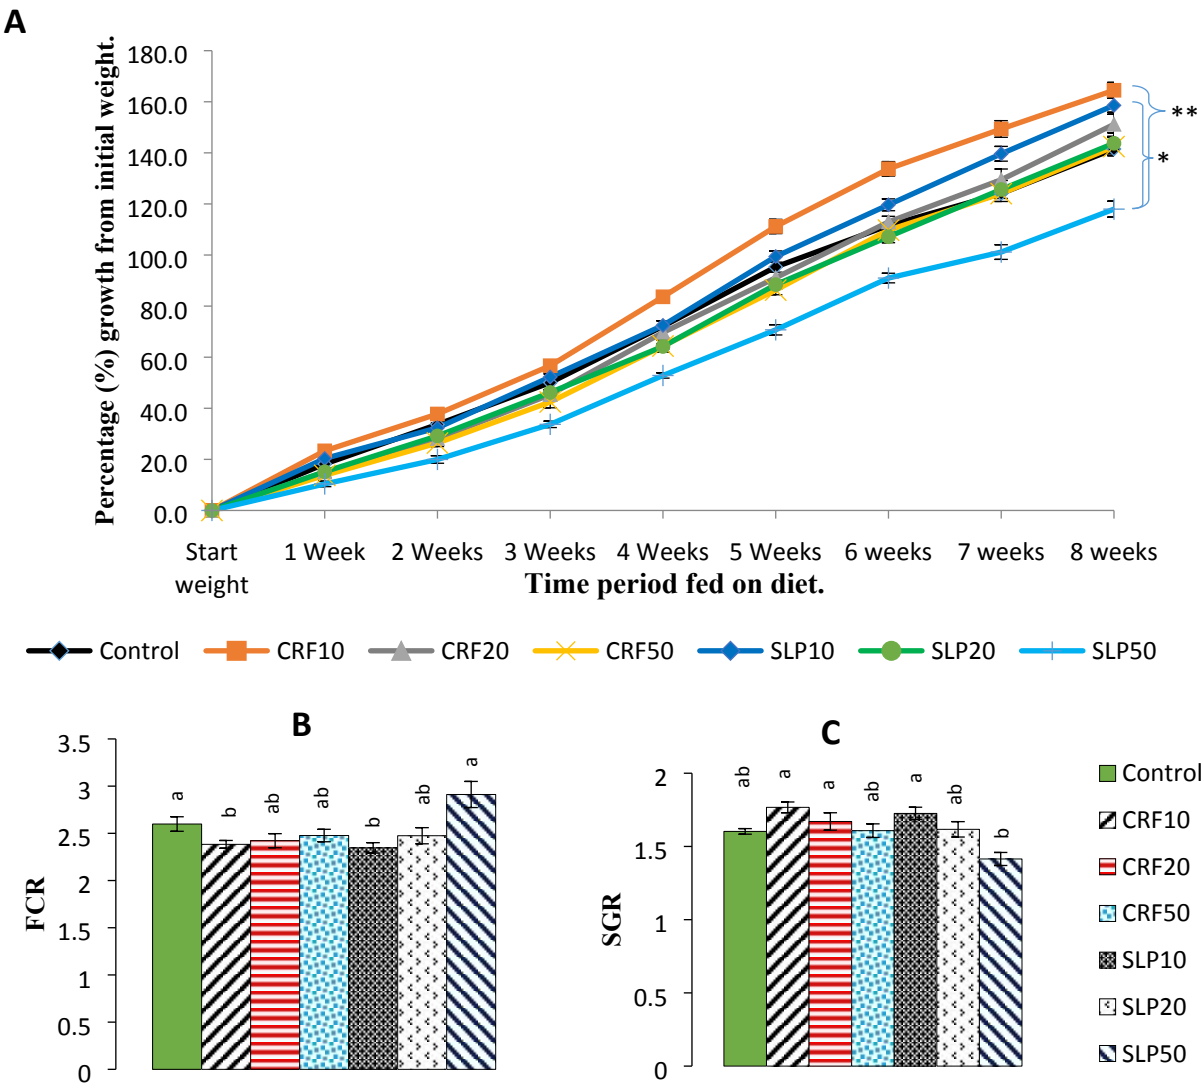 A
Percentage (%) growth from initial weight.
180.0
160.0
140.0
120.0
100.0
80.0
60.0
40.0
20.0
0.0
**
*
Start weight
1 Week
2 Weeks
3 Weeks
4 Weeks
5 Weeks
6 weeks
7 weeks
8 weeks
Time period fed on diet.
Control
CRF10
CRF20
CRF50
SLP10
SLP20
SLP50
B
FCR
3.5
3
2.5
2
1.5
1
0.5
0
a
b
ab
ab
b
ab
a
C
SGR
2
1.5
1
0.5
0
ab
a
a
ab
a
ab
b
Control
CRF10
CRF20
CRF50
SLP10
SLP20
SLP50